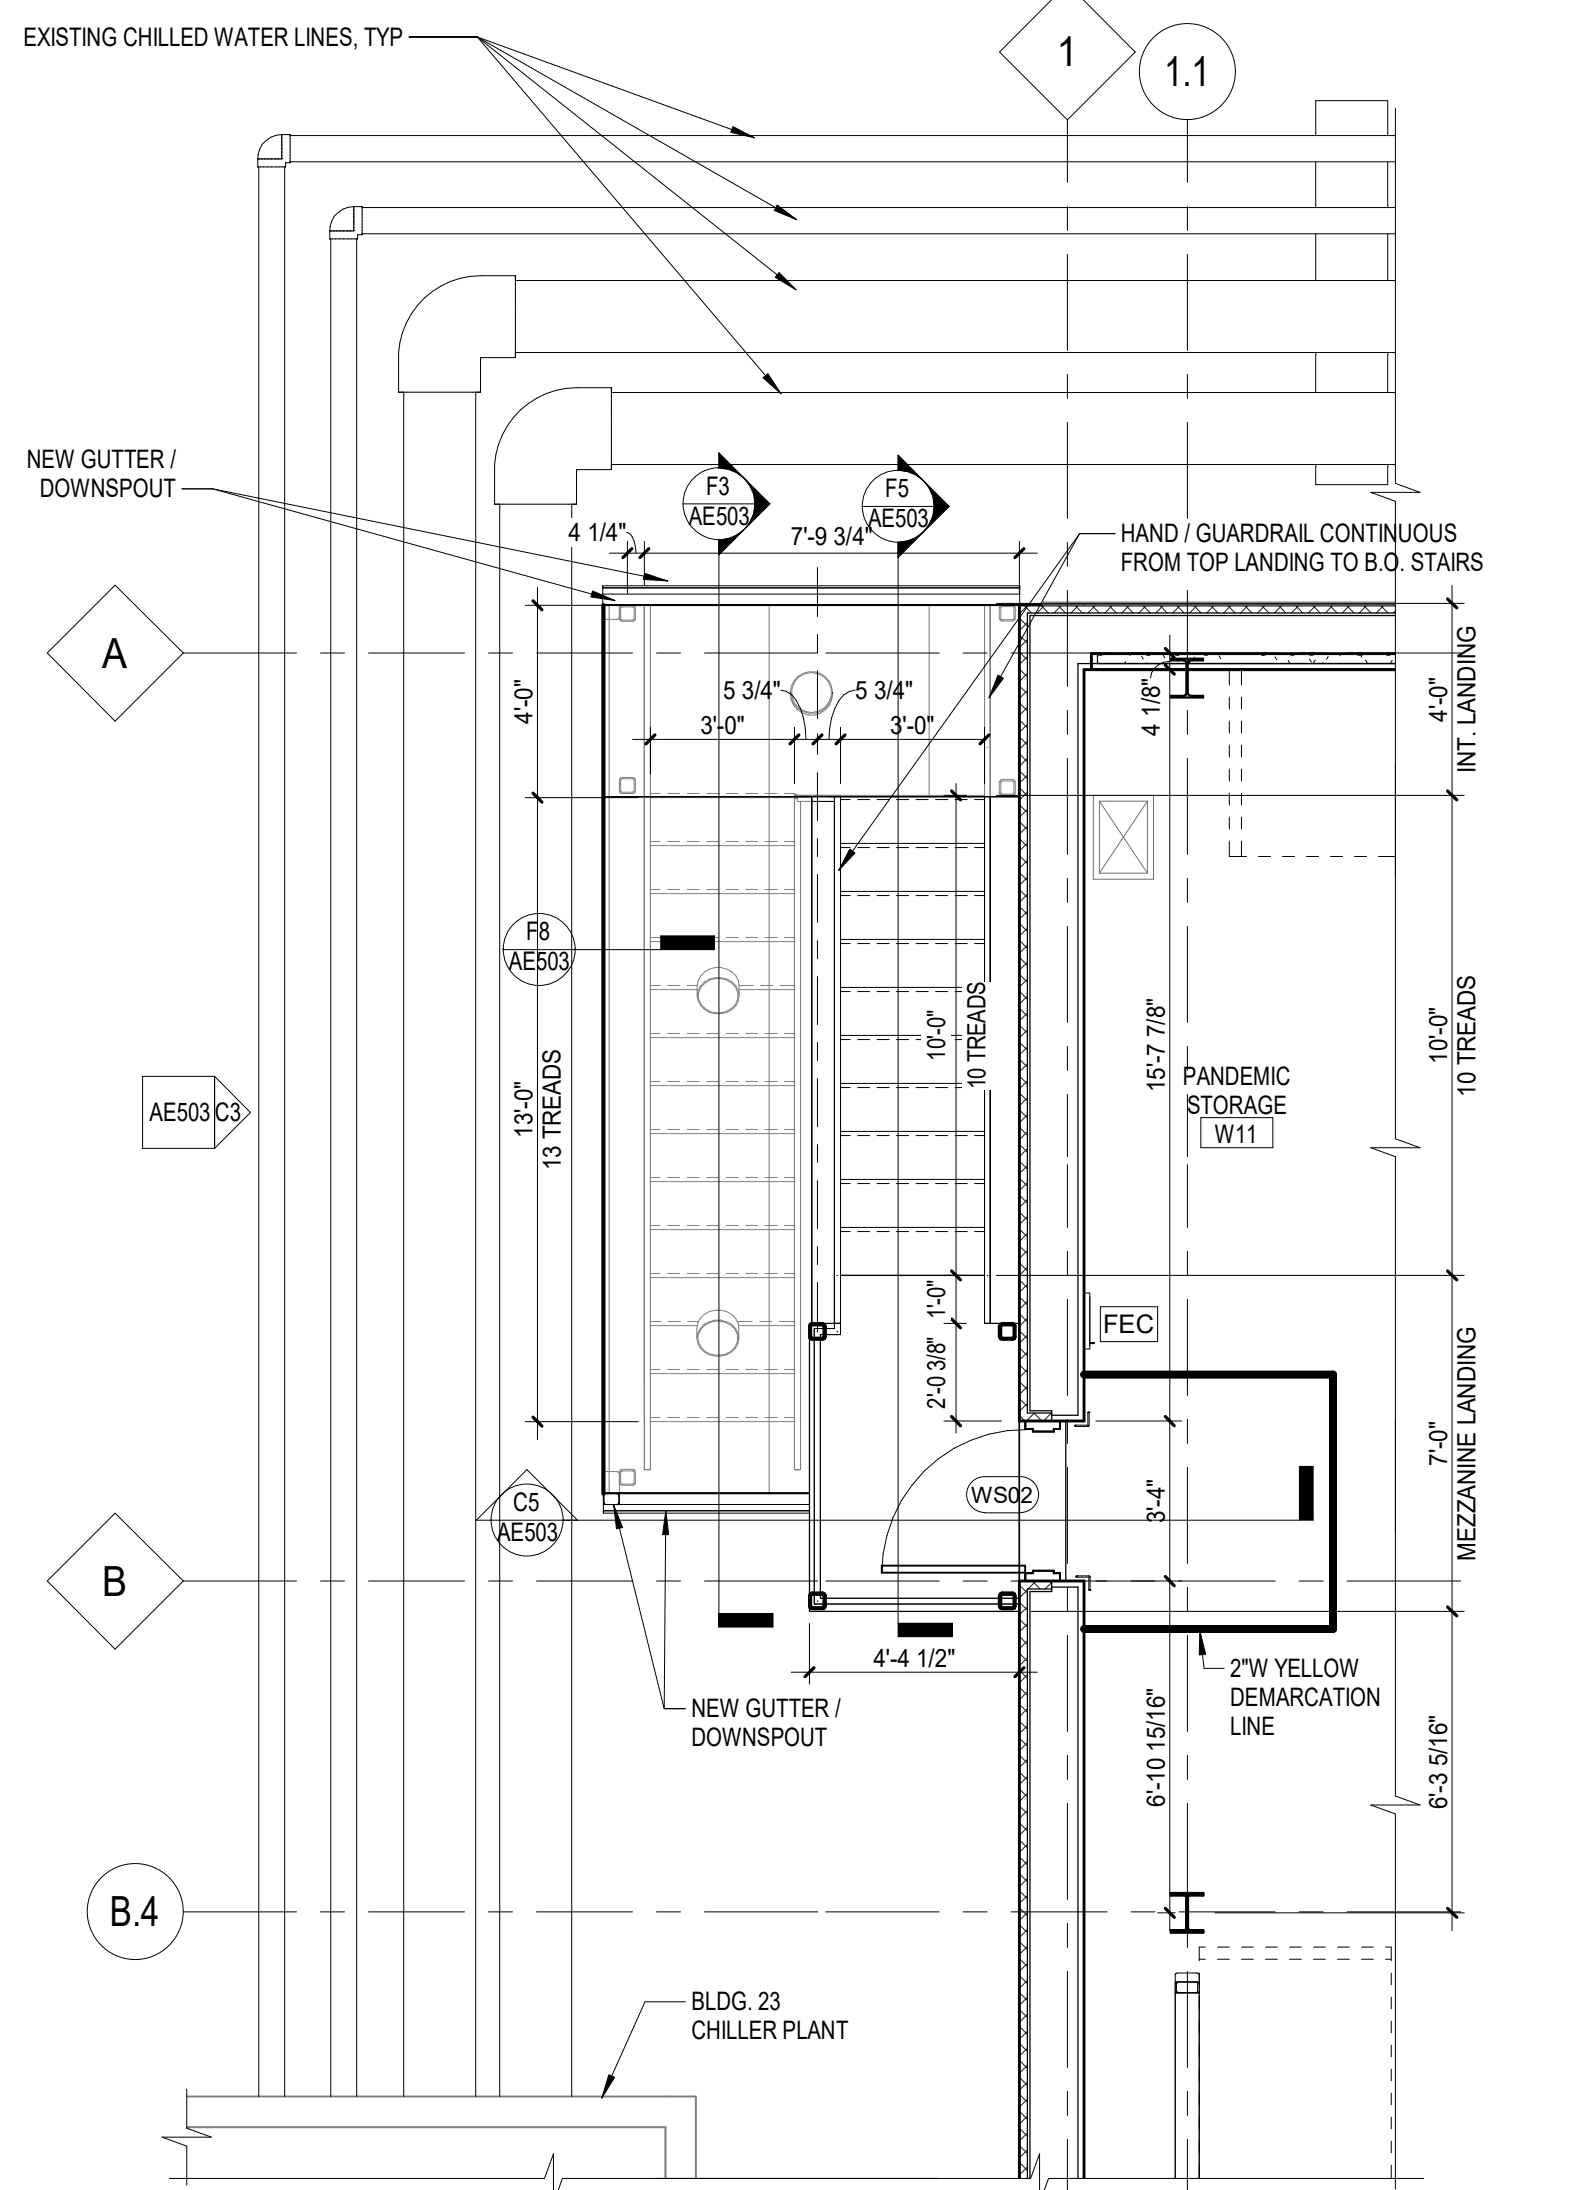 EXISTING CHILLED WATER LINES, TYP
1
1.1
NEW GUTTER /
DOWNSPOUT
F3
AE503
F5
AE503
4 1/4"
7'-9 3/4"
HAND / GUARDRAIL CONTINUOUS
FROM TOP LANDING TO B.O. STAIRS
A
4'-0"
5 3/4"
5 3/4"
3'-0"
3'-0"
4 1/8"
4'-0"
INT. LANDING
F8
AE503
13'-0"
13 TREADS
10'-0"
10 TREADS
15'-7 7/8"
10'-0"
10 TREADS
PANDEMIC
STORAGE
W11
AE503
C3
1'-0"
2'-0 3/8"
FEC
7'-0"
MEZZANINE LANDING
C5
AE503
WS02
3'-4"
B
4'-4 1/2"
NEW GUTTER /
DOWNSPOUT
2"W YELLOW
DEMARCATION
LINE
6'-10 15/16"
6'-3 5/16"
B.4
BLDG. 23
CHILLER PLANT